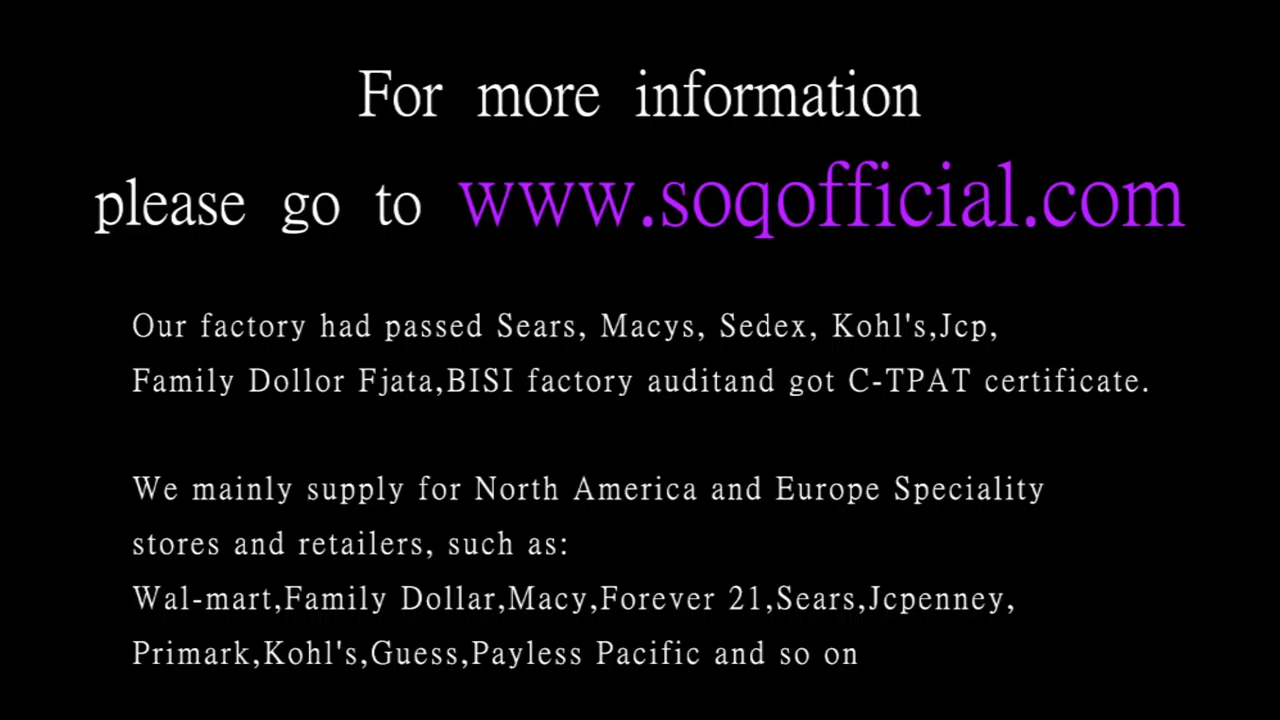 For more information
please go to www.soqofficial.com
Our factory had passed Sears, Macys, Sedex, Kohl's,Jcp,
Family Dollor Fjata,BISI factory auditand got C-TPAT certificate.
We mainly supply for North America and Europe Speciality
stores and retailers, such as:
Wal-mart,Family Dollar,Macy,Forever 21,Sears,Jcpenney,
Primark,Kohl's,Guess,Payless Pacific and so on